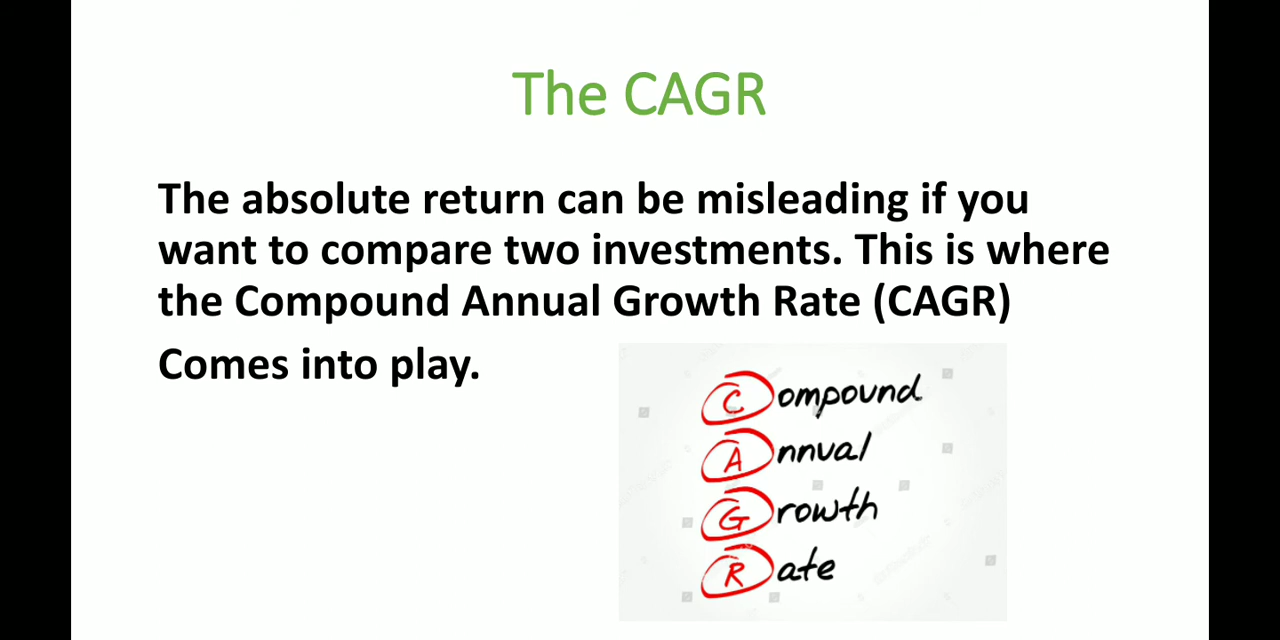 The CAGR
The absolute return can be misleading if you
want to compare two investments. This is where
the Compound Annual Growth Rate (CAGR)
Comes into play.
Compound
Annual
Growth
Rate